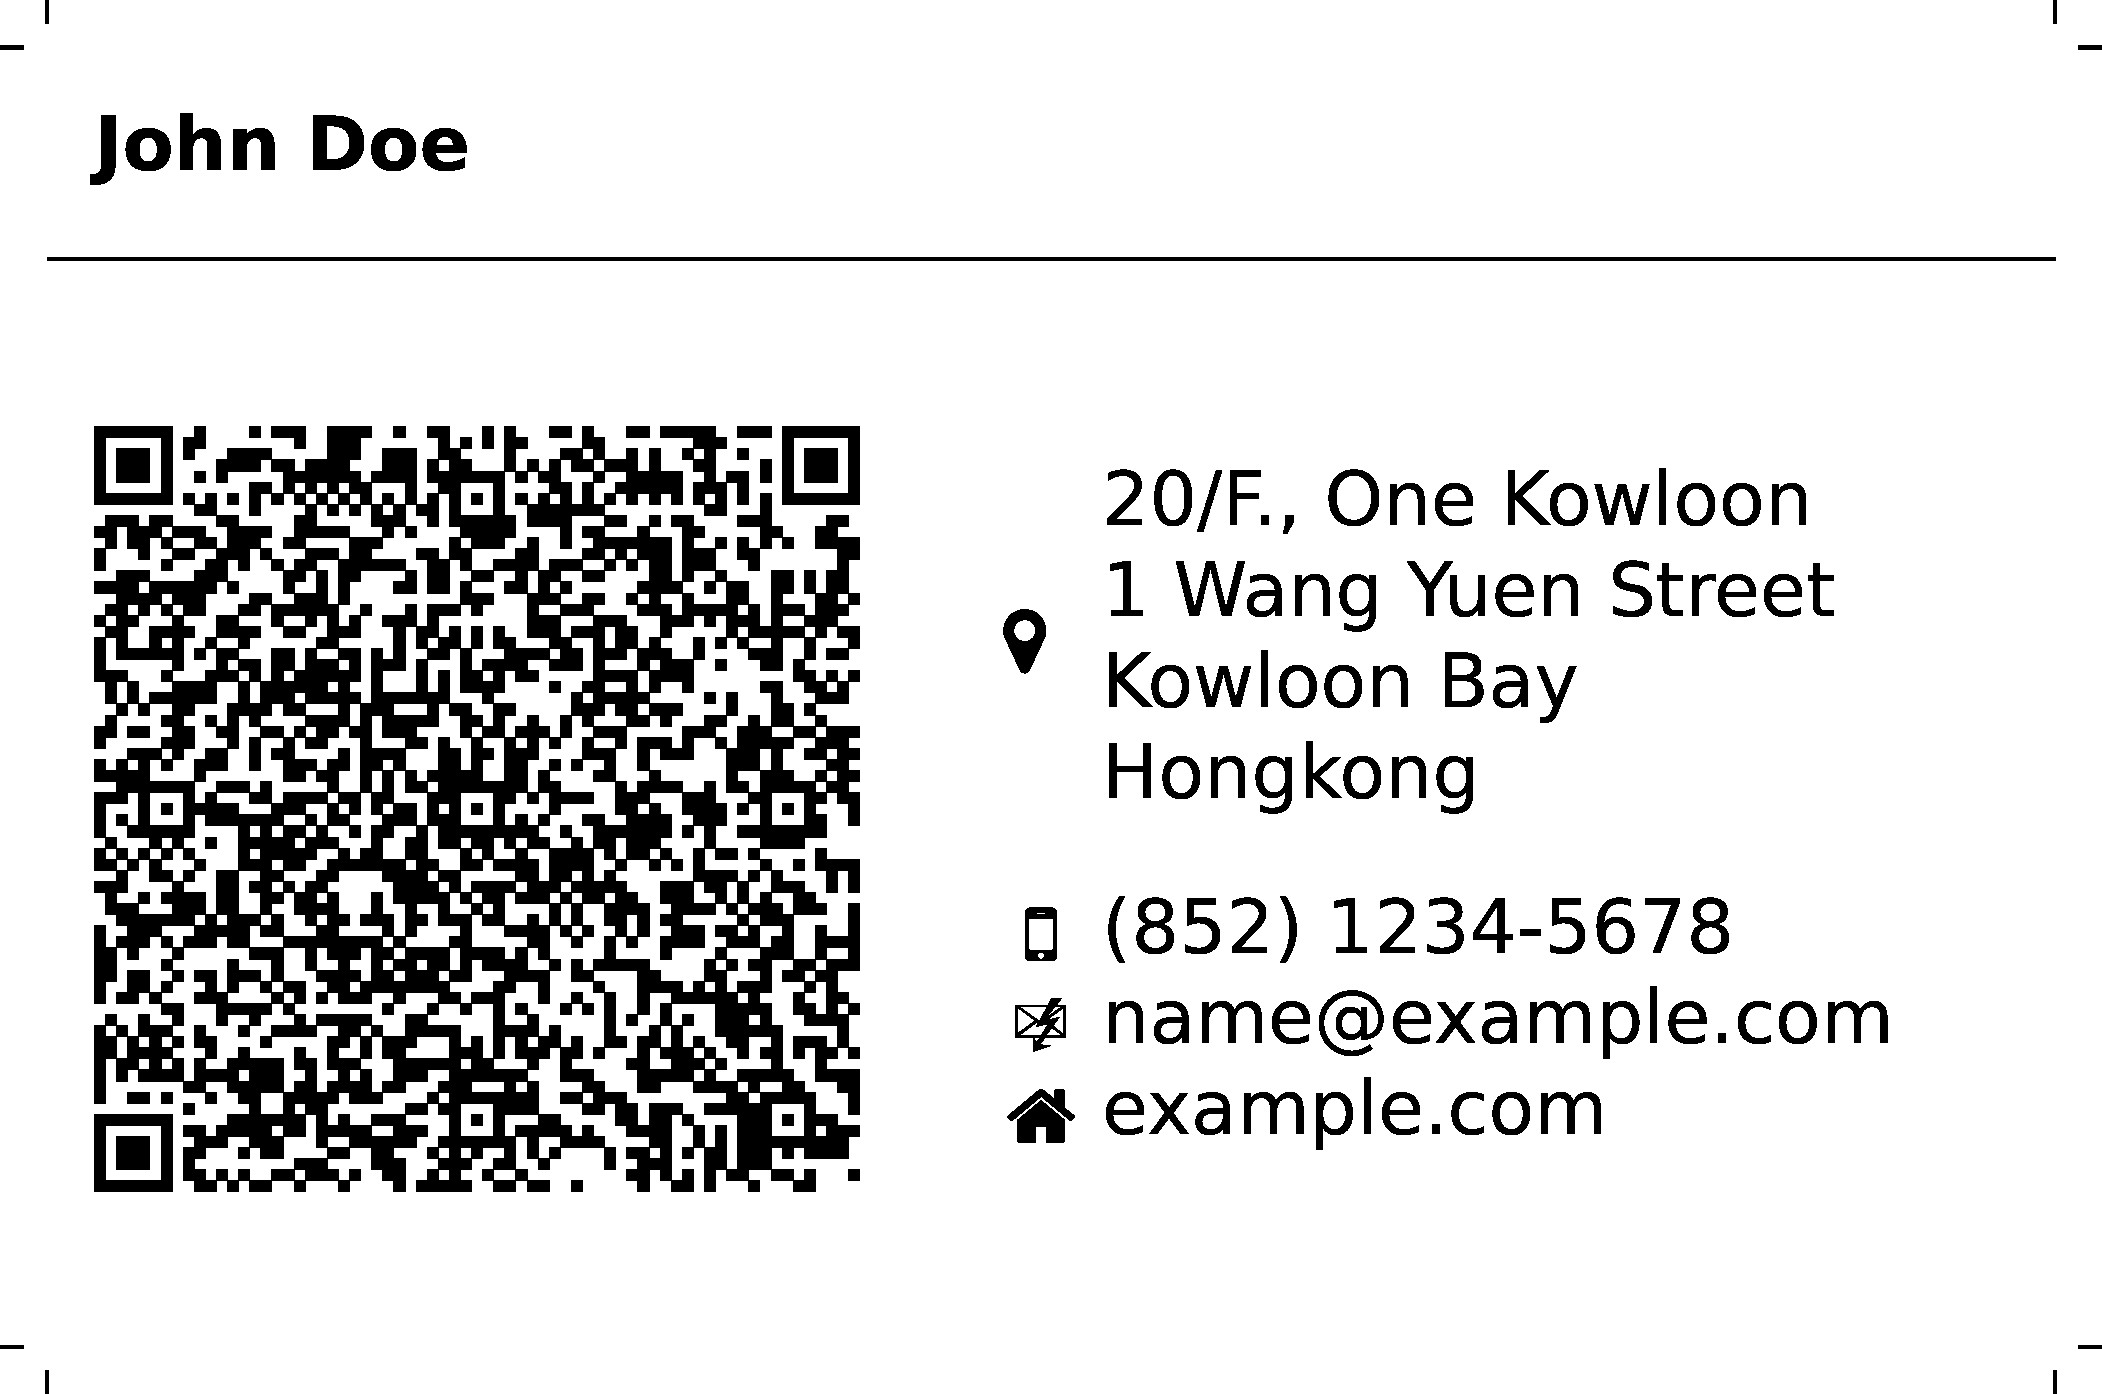 John Doe
20/F., One Kowloon
1 Wang Yuen Street
Kowloon Bay
Hongkong
(852) 1234-5678
name@example.com
example.com